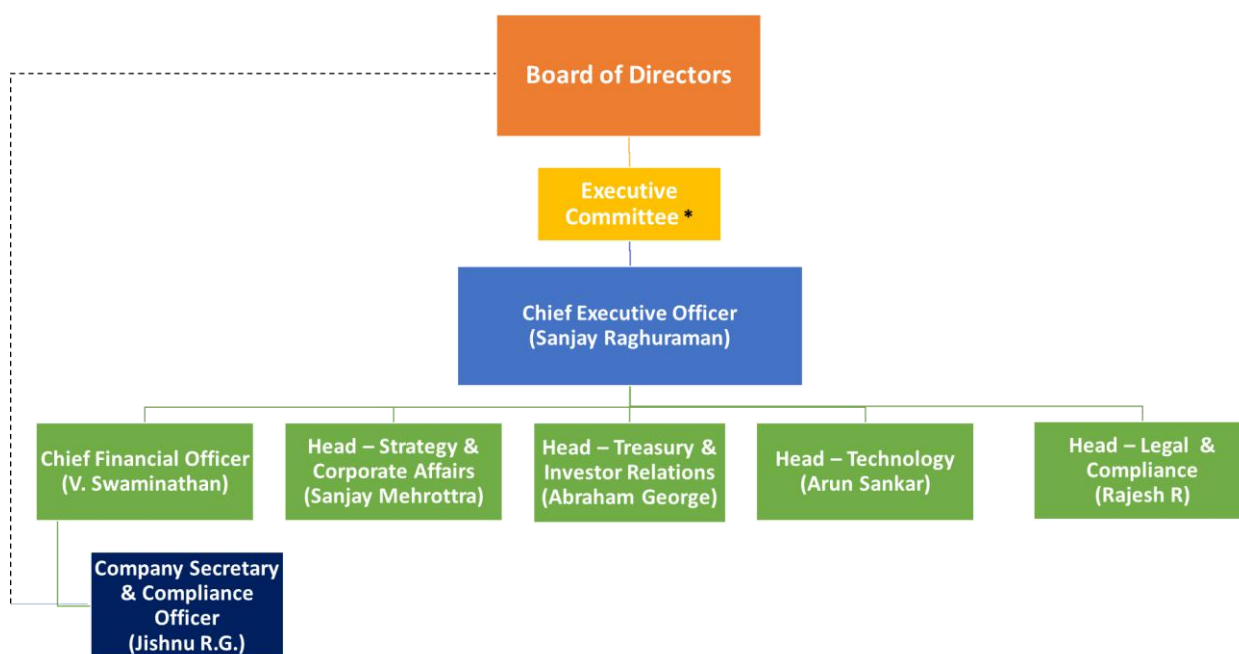 Board of Directors
Executive
Committee *
Chief Executive Officer
(Sanjay Raghuraman)
Chief Financial Officer
(V. Swaminathan)
Head – Strategy &
Corporate Affairs
(Sanjay Mehrottra)
Head – Treasury &
Investor Relations
(Abraham George)
Head – Technology
(Arun Sankar)
Head – Legal &
Compliance
(Rajesh R)
Company Secretary
& Compliance
Officer
(Jishnu R.G.)